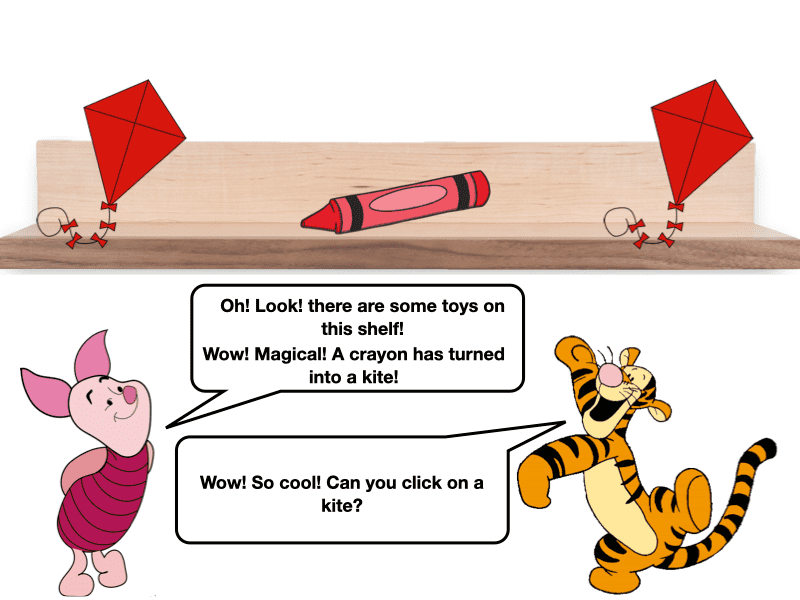 Oh! Look! there are some toys on
this shelf!
Wow! Magical! A crayon has turned
into a kite!
Wow! So cool! Can you click on a
kite?